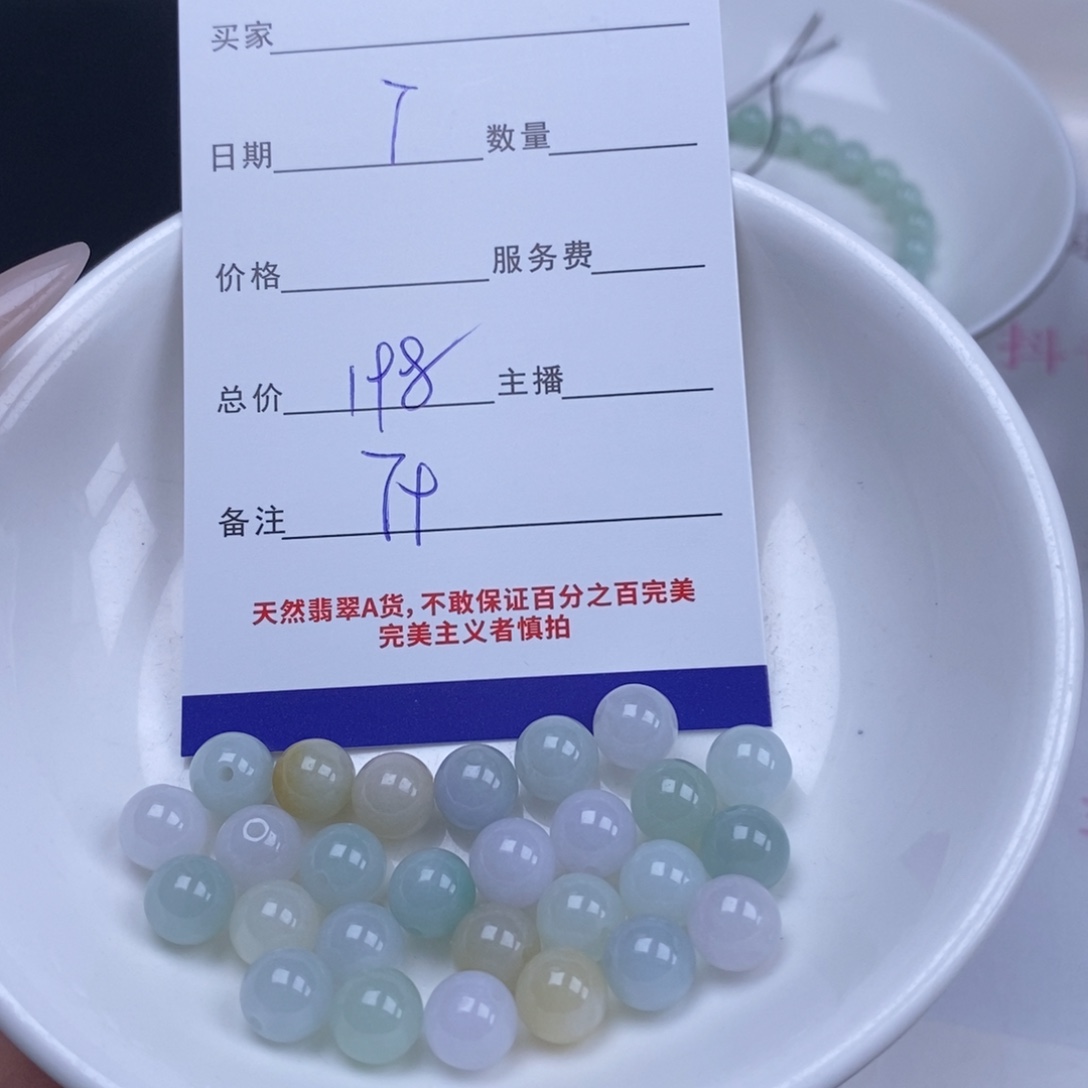 买家
日期 7 数量
价格 服务费
总价 198 主播
备注 79
天然翡翠A货, 不敢保证百分之百完美
完美主义者慎拍
抖